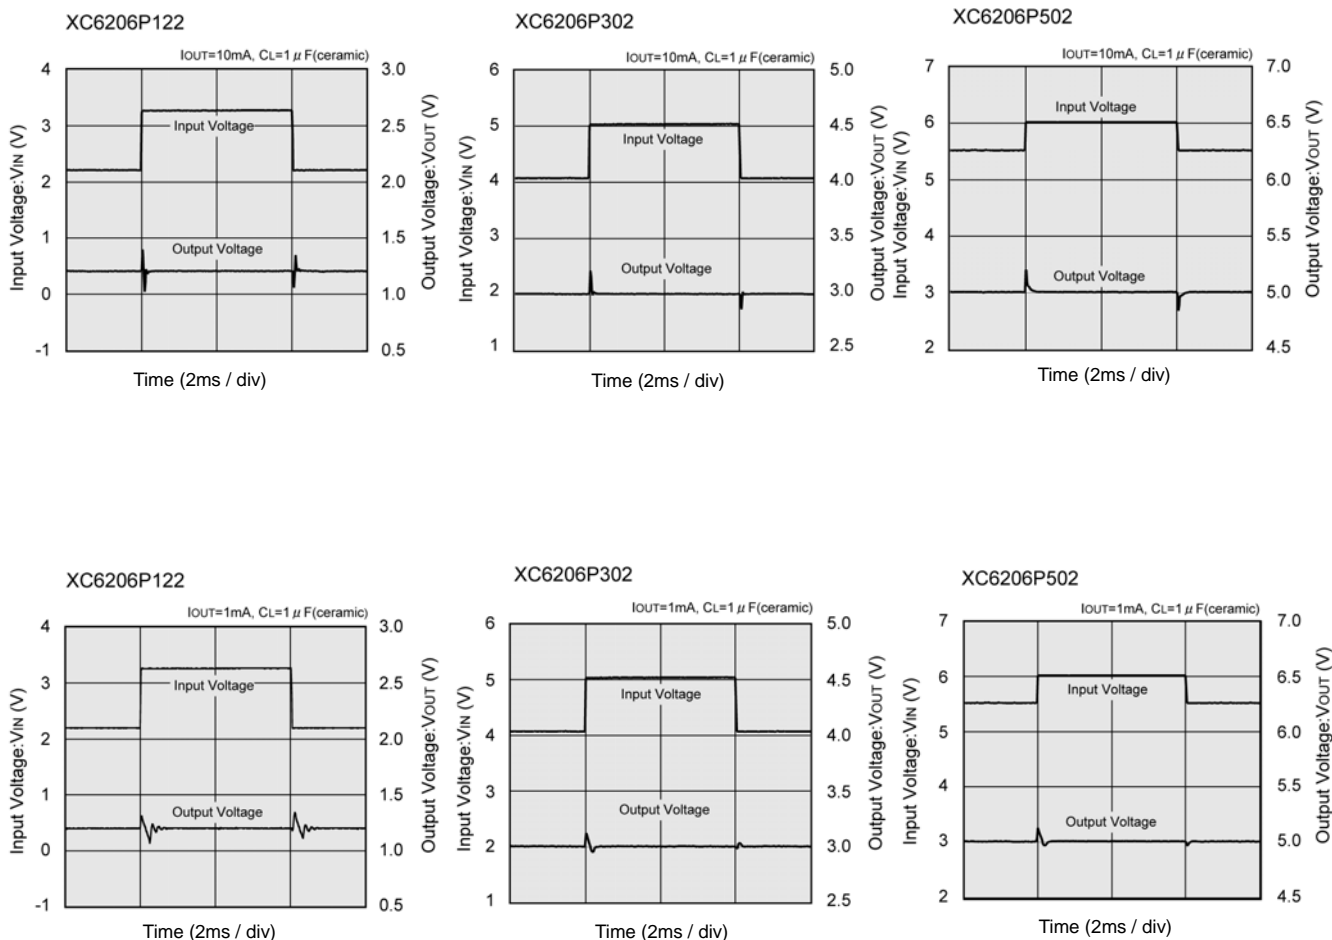 XC6206P122
IOUT=10mA, CL=1 μ F(ceramic)
4
3
2
1
0
-1
3.0
2.5
2.0
1.5
1.0
0.5
Input Voltage:VIN (V)
Output Voltage:VOUT (V)
Input Voltage
Output Voltage
Time (2ms / div)
XC6206P302
IOUT=10mA, CL=1 μ F(ceramic)
6
5
4
3
2
1
5.0
4.5
4.0
3.5
3.0
2.5
Input Voltage:VIN (V)
Output Voltage:VOUT (V)
Input Voltage
Output Voltage
Time (2ms / div)
XC6206P502
IOUT=10mA, CL=1 μ F(ceramic)
7
6
5
4
3
2
7.0
6.5
6.0
5.5
5.0
4.5
Input Voltage:VIN (V)
Output Voltage:VOUT (V)
Input Voltage
Output Voltage
Time (2ms / div)
XC6206P122
IOUT=1mA, CL=1 μ F(ceramic)
4
3
2
1
0
-1
3.0
2.5
2.0
1.5
1.0
0.5
Input Voltage:VIN (V)
Output Voltage:VOUT (V)
Input Voltage
Output Voltage
Time (2ms / div)
XC6206P302
IOUT=1mA, CL=1 μ F(ceramic)
6
5
4
3
2
1
5.0
4.5
4.0
3.5
3.0
2.5
Input Voltage:VIN (V)
Output Voltage:VOUT (V)
Input Voltage
Output Voltage
Time (2ms / div)
XC6206P502
IOUT=1mA, CL=1 μ F(ceramic)
7
6
5
4
3
2
7.0
6.5
6.0
5.5
5.0
4.5
Input Voltage:VIN (V)
Output Voltage:VOUT (V)
Input Voltage
Output Voltage
Time (2ms / div)